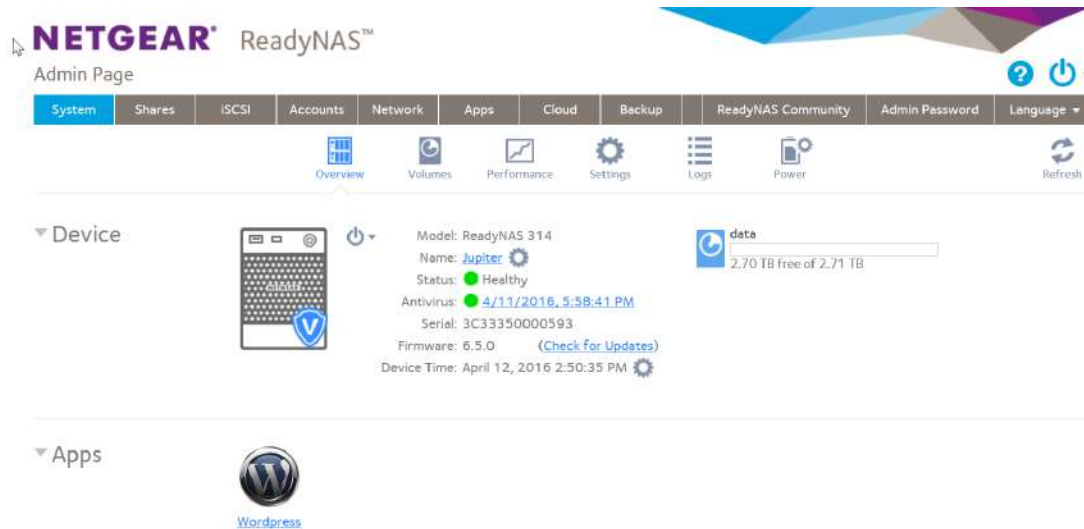 NETGEAR® ReadyNAS™
Admin Page
System Shares iSCSI Accounts Network Apps Cloud Backup ReadyNAS Community Admin Password Language
Overview Volumes Performance Settings Logs Power Refresh
Device
Model: ReadyNAS 314
Name: Jupiter
Status: Healthy
Antivirus: 4/11/2016, 5:58:41 PM
Serial: 3C33350000593
Firmware: 6.5.0 (Check for Updates)
Device Time: April 12, 2016 2:50:35 PM
data
2.70 TB free of 2.71 TB
Apps
Wordpress